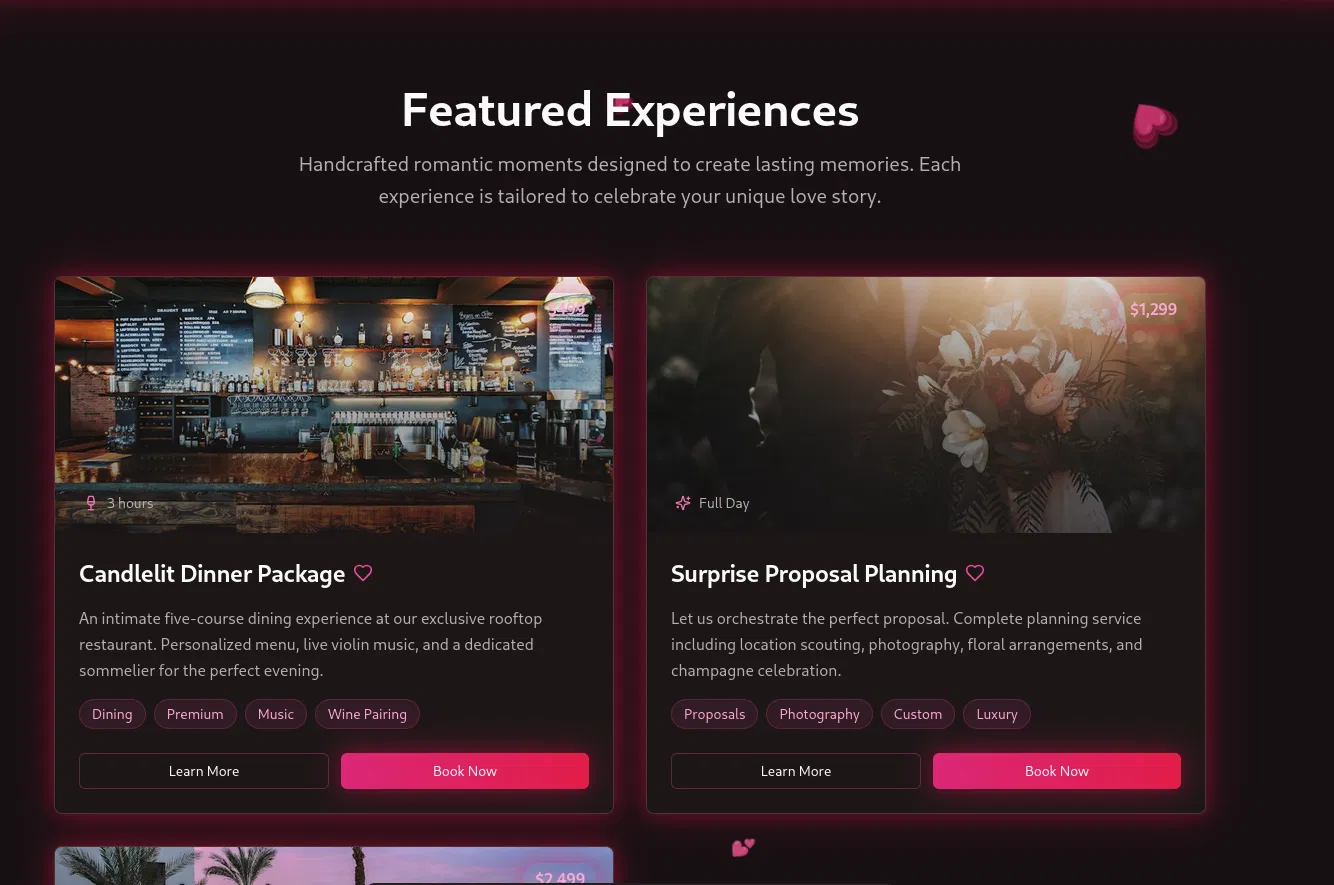 Featured Experiences
Handcrafted romantic moments designed to create lasting memories. Each
experience is tailored to celebrate your unique love story.
$499
DRAUGHT BEER
3 hours
Candlelit Dinner Package
An intimate five-course dining experience at our exclusive rooftop
restaurant. Personalized menu, live violin music, and a dedicated
sommelier for the perfect evening.
Dining
Premium
Music
Wine Pairing
Learn More
Book Now
$1,299
Full Day
Surprise Proposal Planning
Let us orchestrate the perfect proposal. Complete planning service
including location scouting, photography, floral arrangements, and
champagne celebration.
Proposals
Photography
Custom
Luxury
Learn More
Book Now
$2,499